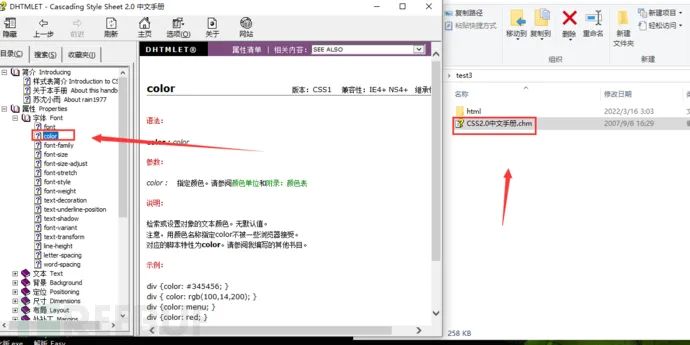 DHTMLET - Cascading Style Sheet 2.0 中文手册
隐藏
上一步
前进
刷新
主页
选项(O)
关于
网站
目录(C)
搜索(S)
收藏夹(I)
简介 Introducing
样式表简介 Introduction to CS
关于本手册 About this handb
苏沈小雨 About rain1977
属性 Properties
字体 Font
font
color
font-family
font-size
font-size-adjust
font-stretch
font-style
font-weight
text-decoration
text-underline-position
text-shadow
font-variant
text-transform
line-height
letter-spacing
word-spacing
文本 Text
背景 Background
定位 Positioning
尺寸 Dimensions
布局 Layout
外补丁 Margins
DHTMLET®
属性清单 | 相关内容:
SEE ALSO
color
版本:CSS1 兼容性:IE4+ NS4+ 继承性
语法:
color : color
参数:
color : 指定颜色。请参阅颜色单位和附录:颜色表
说明:
检索或设置对象的文本颜色。无默认值。
注意,用颜色名称指定color不被一些浏览器接受。
对应的脚本特性为color。请参阅我编写的其他书目。
示例:
div {color: #345456; }
div { color: rgb(100,14,200); }
div {color: menu; }
div {color: red; }
复制路径
粘贴快捷方式
移动到
复制到
删除
重命名
新建文件夹
新建项目
轻松访问
组织
新建
test3
名称
修改日期
html
2022/3/16 3:03
CSS2.0中文手册.chm
2007/9/6 16:29
258 KB
REEBUF
解锁 Easy